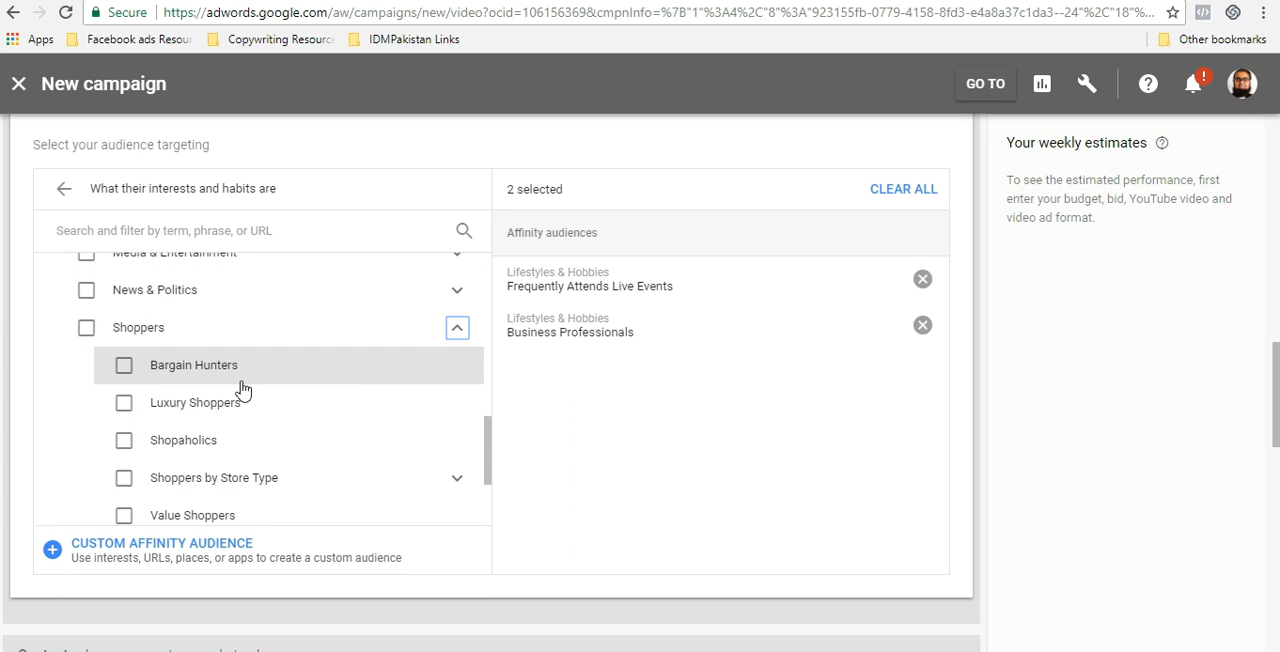 Secure https://adwords.google.com/aw/campaigns/new/video?ocid=106156369&cmpnInfo=%7B"1"%3A4%2C"8"%3A"923155fb-0779-4158-8fd3-e4a8a37c1da3--24"%2C"18"%...
Apps Facebook ads Resour Copywriting Resourc IDMPakistan Links Other bookmarks
New campaign GO TO
Select your audience targeting
Your weekly estimates
What their interests and habits are
2 selected CLEAR ALL
To see the estimated performance, first
enter your budget, bid, YouTube video and
video ad format.
Search and filter by term, phrase, or URL
Affinity audiences
Media & Entertainment
Lifestyles & Hobbies
Frequently Attends Live Events
News & Politics
Lifestyles & Hobbies
Business Professionals
Shoppers
Bargain Hunters
Luxury Shoppers
Shopaholics
Shoppers by Store Type
Value Shoppers
CUSTOM AFFINITY AUDIENCE
Use interests, URLs, places, or apps to create a custom audience